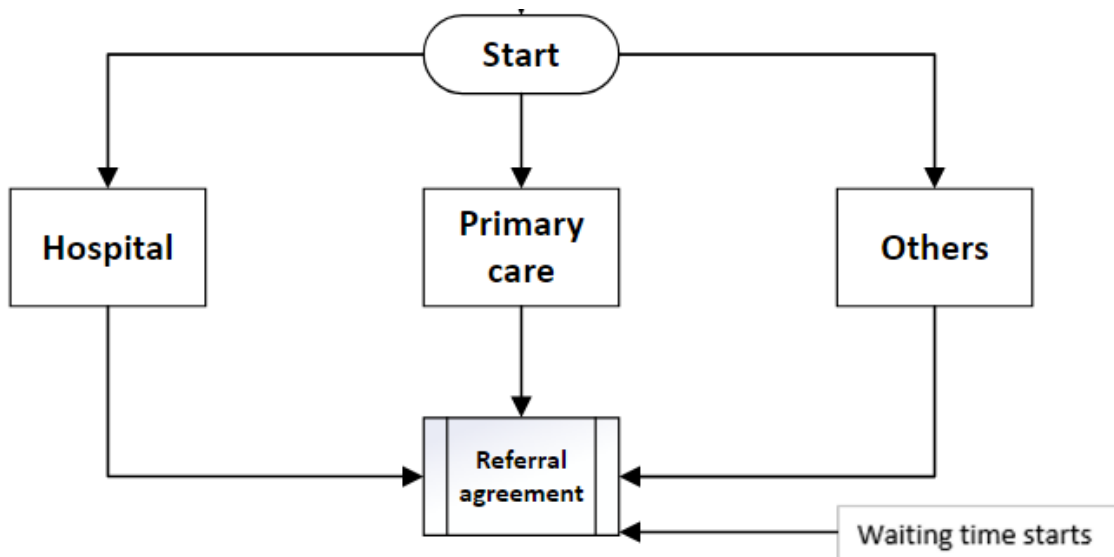 Start
Hospital
Primary
care
Others
Referral
agreement
Waiting time starts